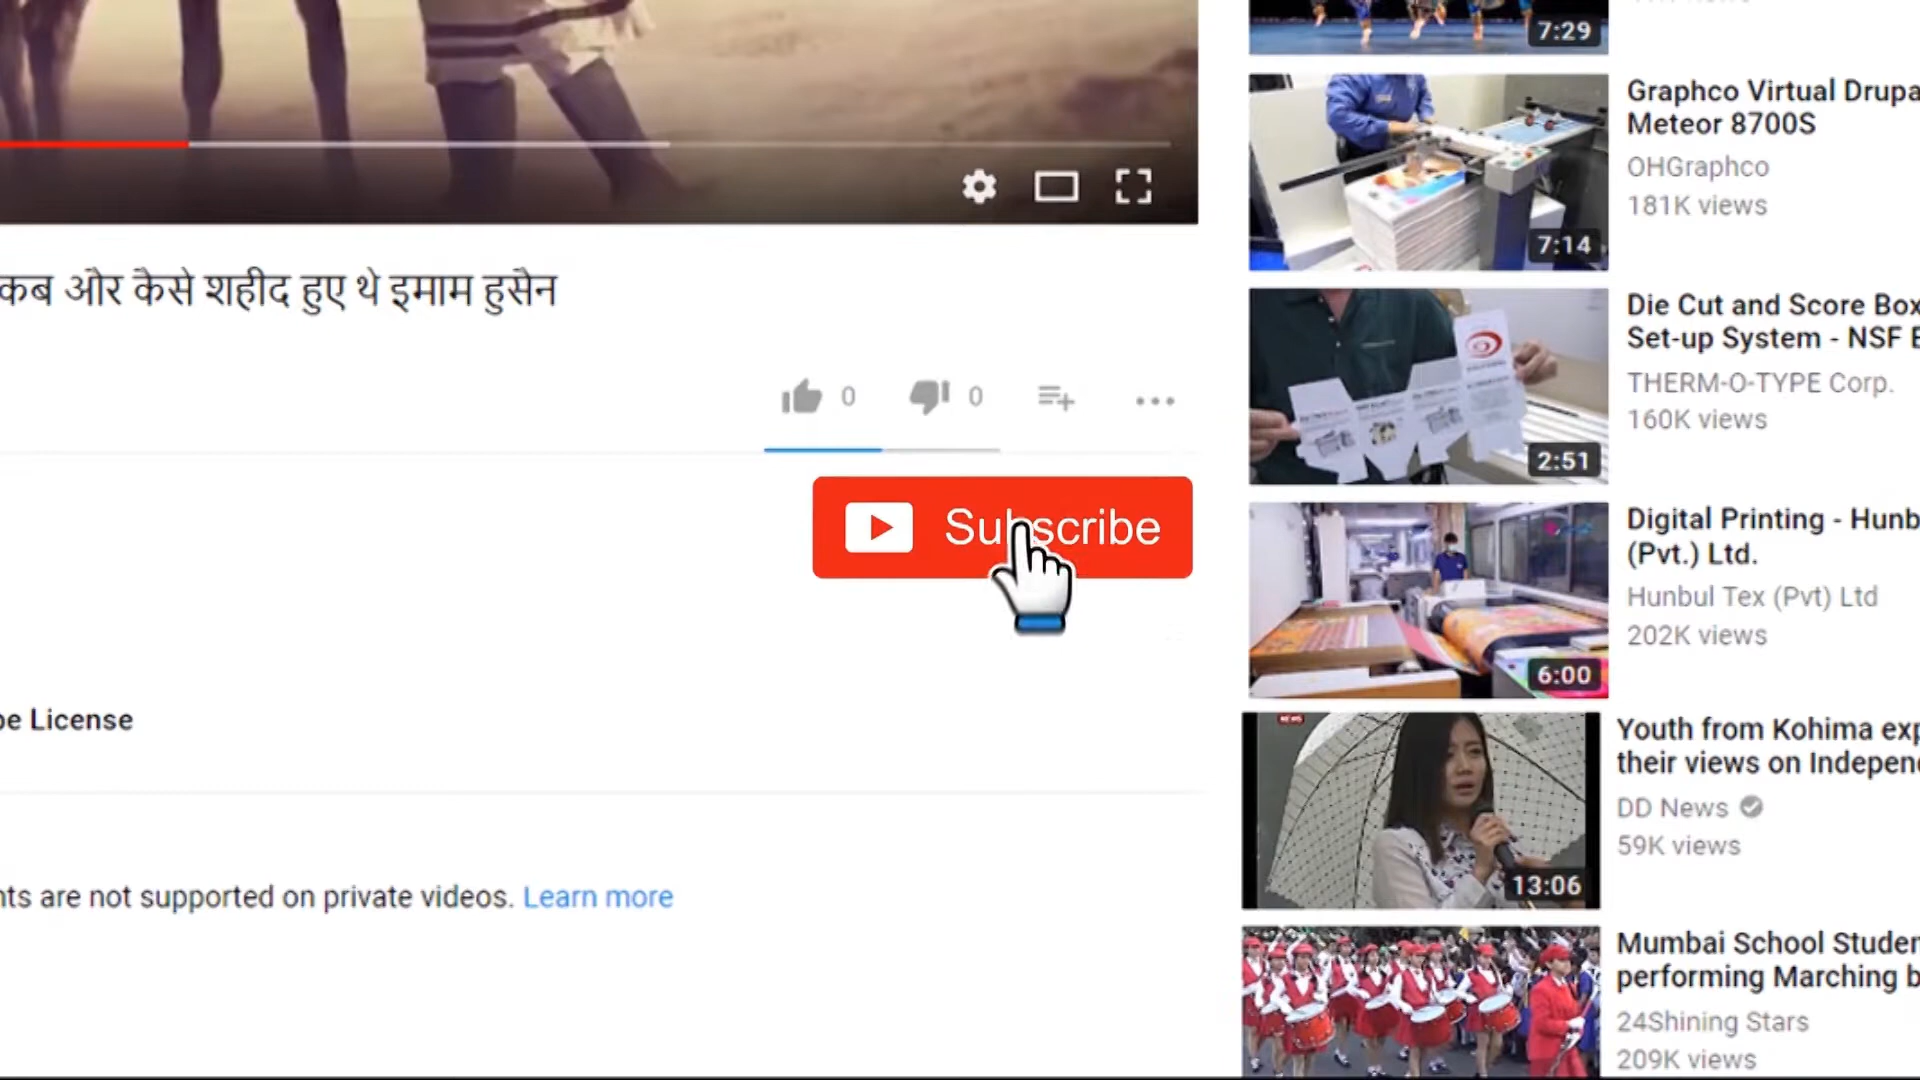 7:29
Graphco Virtual Drupa
Meteor 8700S
OHGraphco
181K views
7:14
कब और कैसे शहीद हुए थे इमाम हुसैन
0
0
Die Cut and Score Box
Set-up System - NSF E
THERM-O-TYPE Corp.
160K views
2:51
Subscribe
Digital Printing - Hunb
(Pvt.) Ltd.
Hunbul Tex (Pvt) Ltd
202K views
6:00
be License
NEWS
Youth from Kohima exp
their views on Independ
DD News
59K views
13:06
nts are not supported on private videos. Learn more
Mumbai School Studen
performing Marching b
24Shining Stars
209K views